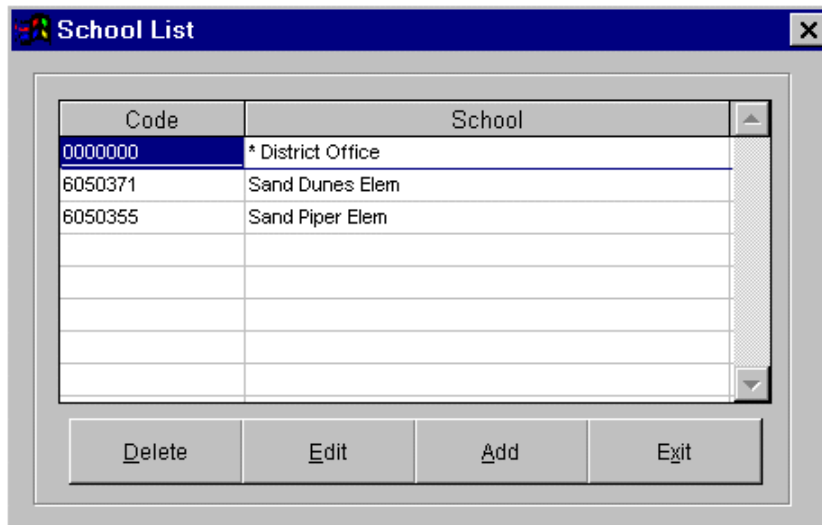 School List
Code School
0000000 * District Office
6050371 Sand Dunes Elem
6050355 Sand Piper Elem
Delete Edit Add Exit